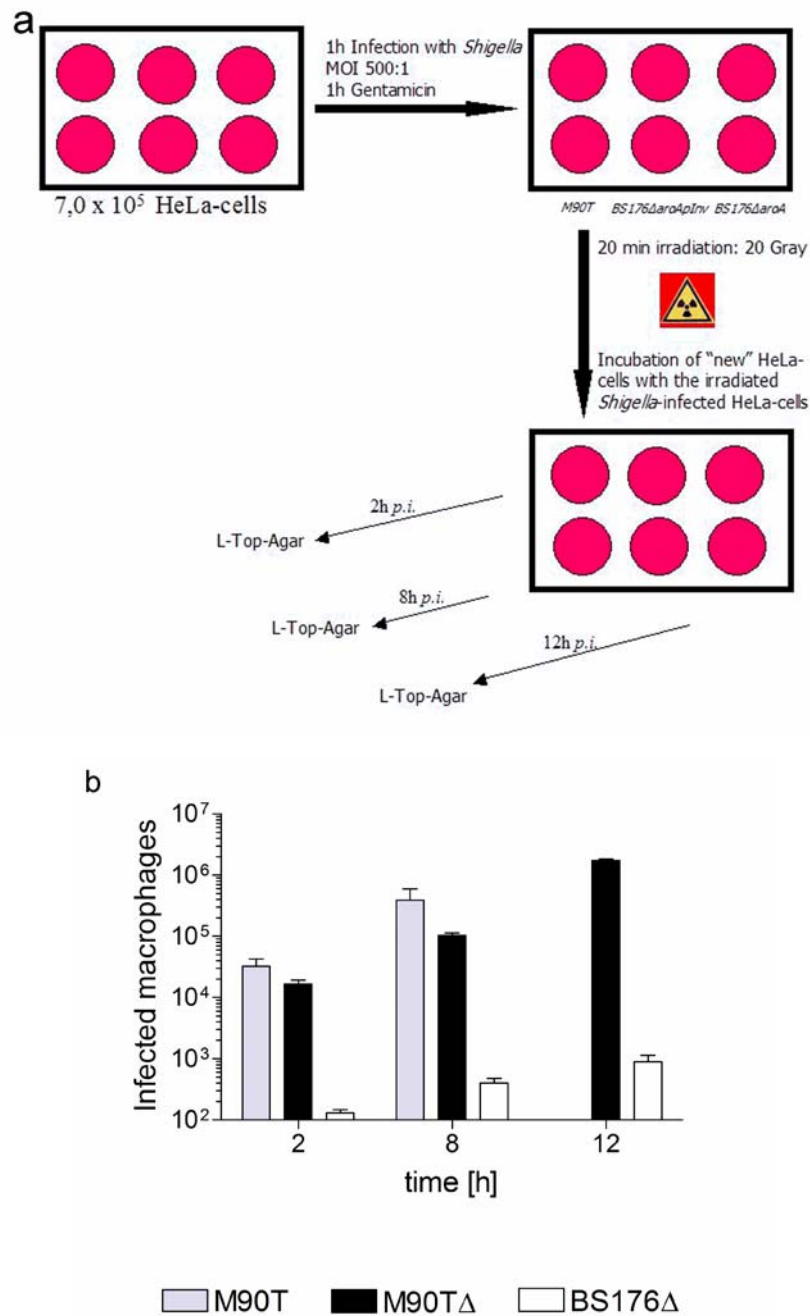 a
1h Infection with Shigella
MOI 500:1
1h Gentamicin
7,0 x 10⁵ HeLa-cells
M90T BS176ΔaroApInv BS176ΔaroA
20 min irradiation: 20 Gray
Incubation of "new" HeLa-
cells with the irradiated
Shigella-infected HeLa-cells
2h p.i.
L-Top-Agar
8h p.i.
L-Top-Agar
12h p.i.
L-Top-Agar
b
Infected macrophages
10⁷
10⁶
10⁵
10⁴
10³
10²
2 8 12
time [h]
M90T M90TΔ BS176Δ